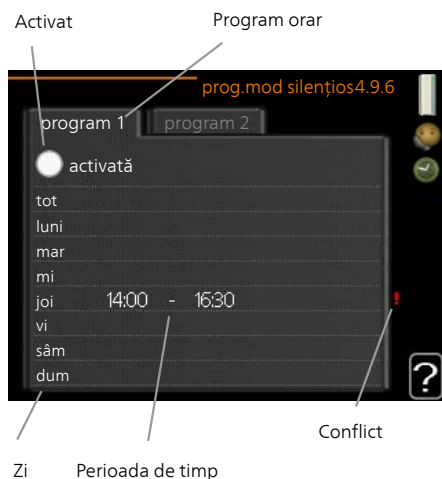 Activat Program orar
prog.mod silențios4.9.6
program 1 program 2
activată
tot
luni
mar
mi
joi 14:00 - 16:30 !
vi
sâm
dum
?
Conflict
Zi Perioada de timp